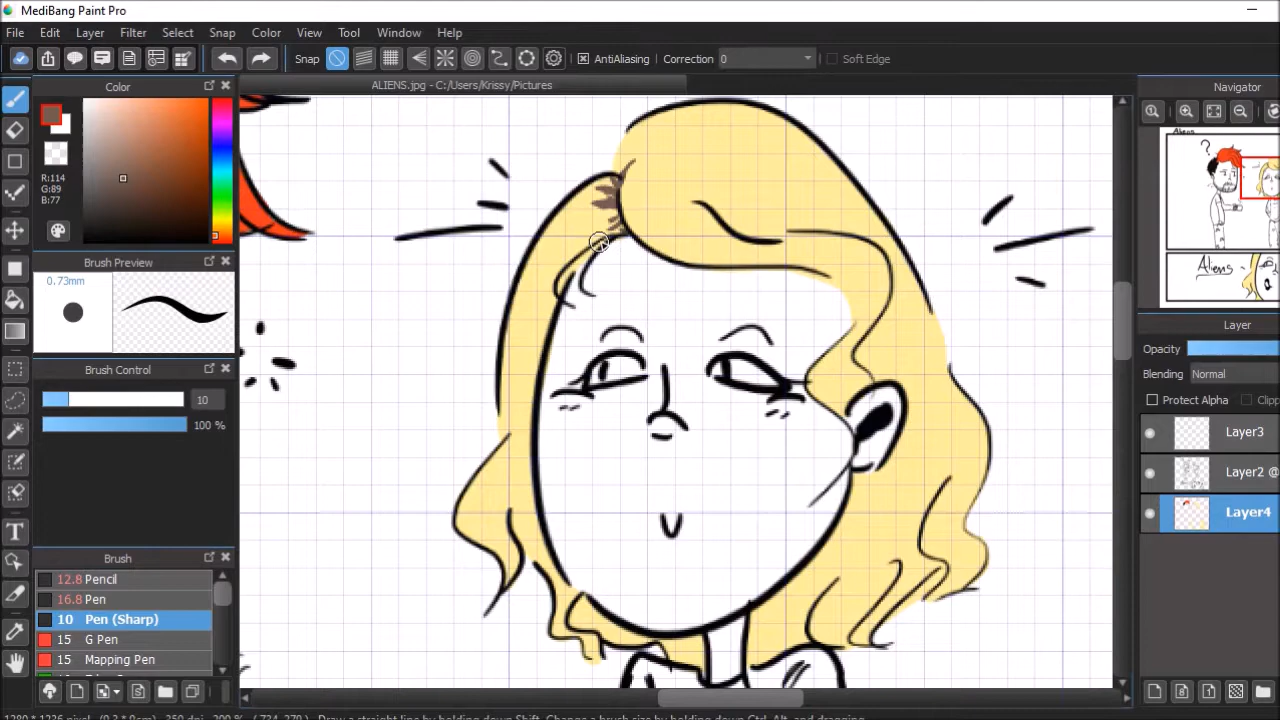 MediBang Paint Pro
File Edit Layer Filter Select Snap Color View Tool Window Help
Snap AntiAliasing Correction 0 Soft Edge
Color
ALIENS.jpg - C:/Users/Krissy/Pictures
Navigator
R:114
G:89
B:77
Aliens
?
Brush Preview
0.73mm
Aliens
Layer
Opacity
Brush Control
Blending Normal
10
Protect Alpha Clipp
100 %
Layer3
Layer2 @
Layer4
T
Brush
12.8 Pencil
16.8 Pen
10 Pen (Sharp)
15 G Pen
15 Mapping Pen